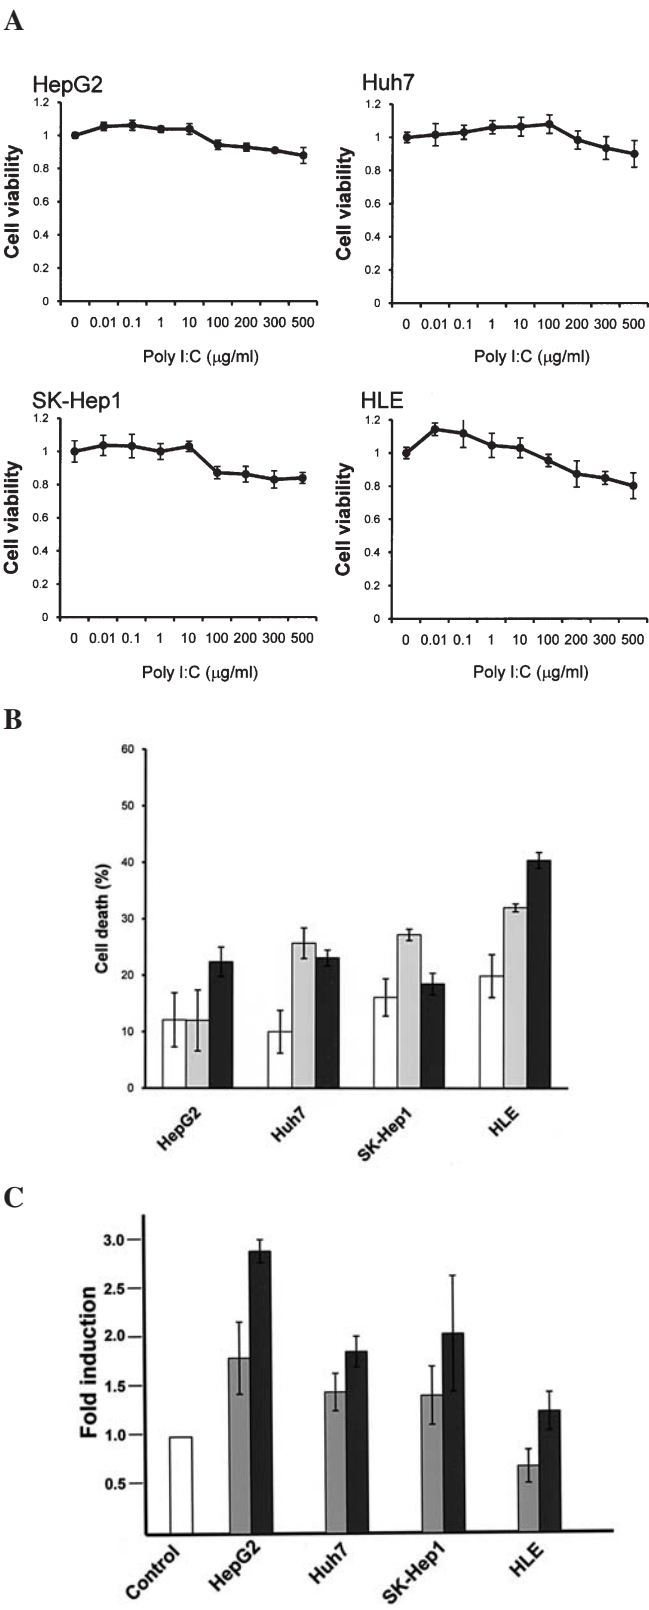 A
HepG2
Cell viability
1.2
1
0.8
0.6
0.4
0.2
0
0 0.01 0.1 1 10 100 200 300 500
Poly I:C (μg/ml)
Huh7
Cell viability
1.2
1
0.8
0.6
0.4
0.2
0
0 0.01 0.1 1 10 100 200 300 500
Poly I:C (μg/ml)
SK-Hep1
Cell viability
1.2
1
0.8
0.6
0.4
0.2
0
0 0.01 0.1 1 10 100 200 300 500
Poly I:C (μg/ml)
HLE
Cell viability
1.2
1
0.8
0.6
0.4
0.2
0
0 0.01 0.1 1 10 100 200 300 500
Poly I:C (μg/ml)
B
Cell death (%)
60
50
40
30
20
10
0
HepG2
Huh7
SK-Hep1
HLE
C
Fold induction
3.0
2.5
2.0
1.5
1.0
0.5
Control
HepG2
Huh7
SK-Hep1
HLE